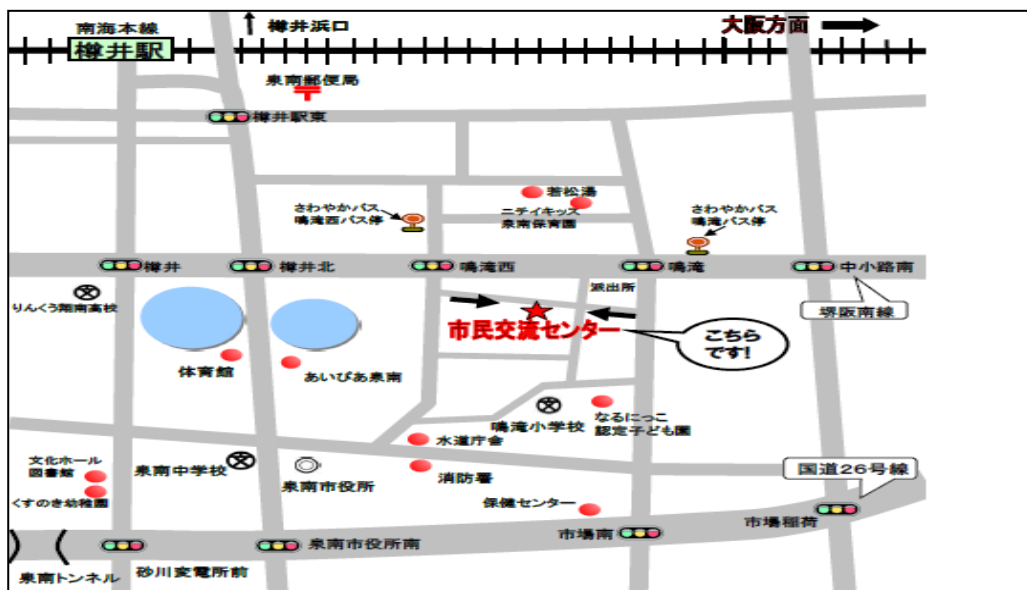 南海本線
樽井浜口
大阪方面
樽井駅
泉南郵便局
樽井駅東
若松湯
さわやかバス
鳴滝西バス停
ニチイキッズ
泉南保育園
さわやかバス
鳴滝バス停
樽井
樽井北
鳴滝西
鳴滝
中小路南
派出所
りんくう翔南高校
堺阪南線
市民交流センター
こちら
です!
体育館
あいぴあ泉南
なるにっこ
認定子ども園
鳴滝小学校
水道庁舎
文化ホール
図書館
泉南中学校
泉南市役所
消防署
国道26号線
くすのき幼稚園
保健センター
市場稲荷
市場南
泉南市役所南
泉南トンネル
砂川変電所前